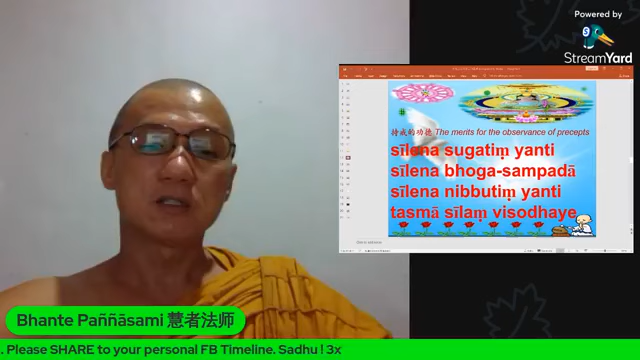 Powered by
StreamYard
持戒的功德 The merits for the observance of precepts
sīlena sugatiṃ yanti
sīlena bhoga-sampadā
sīlena nibbutiṃ yanti
tasmā sīlaṃ visodhaye
Bhante Paññāsami 慧者法师
. Please SHARE to your personal FB Timeline. Sadhu ! 3x